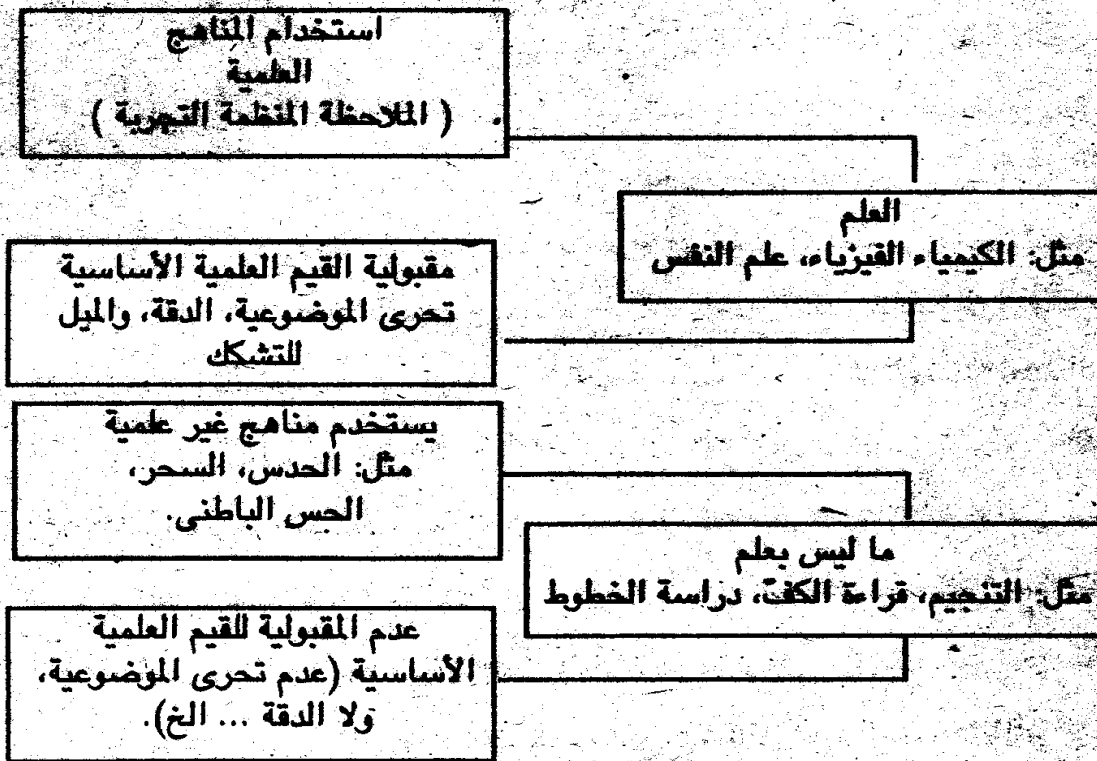 استخدام المناهج
العلمية
( الملاحظة المنظمة التجربة )
العلم
مثل: الكيمياء الفيزياء، علم النفس
مقبولية القيم العلمية الأساسية
تحرى الموضوعية، الدقة، والميل
للتشكك
يستخدم مناهج غير علمية
مثل: الحدس، السحر،
الحس الباطنى.
ما ليس بعلم
مثل: التنجيم، قراءة الكفّ، دراسة الخطوط
عدم المقبولية للقيم العلمية
الأساسية (عدم تحرى الموضوعية،
ولا الدقة ... الخ).